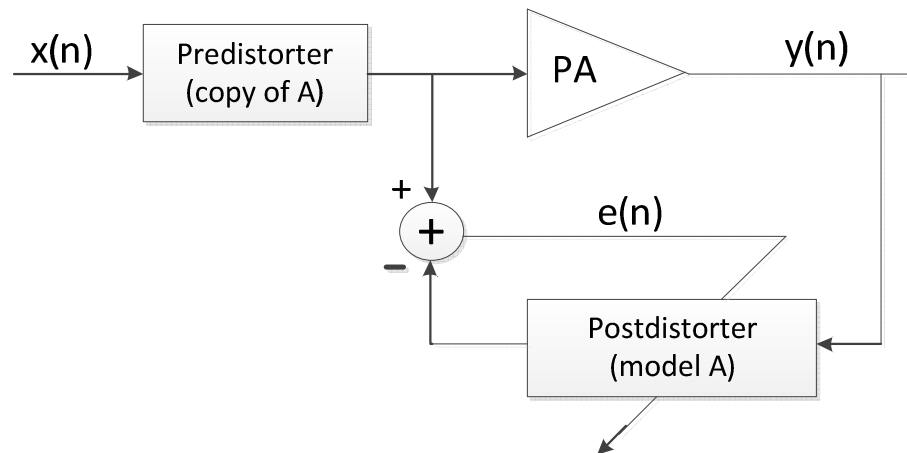 x(n)
Predistorter
(copy of A)
PA
y(n)
+
+
e(n)
−
Postdistorter
(model A)